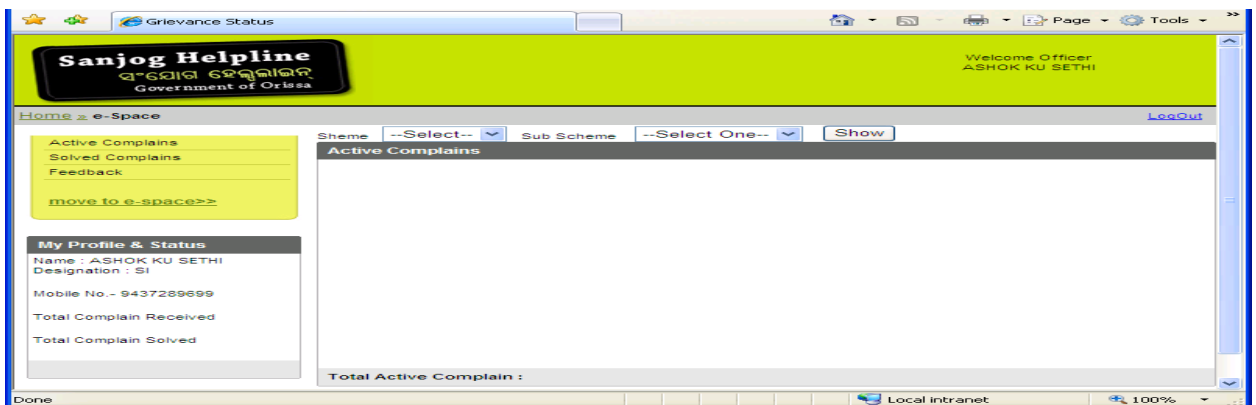 Grievance Status
Page
Tools
Sanjog Helpline
ସଂଯୋଗ ହେଲ୍ପଲାଇନ୍
Government of Orissa
Welcome Officer
ASHOK KU SETHI
Home » e-Space
LogOut
Sheme --Select-- Sub Scheme --Select One-- Show
Active Complains
Solved Complains
Feedback
move to e-space>>
Active Complains
My Profile & Status
Name : ASHOK KU SETHI
Designation : SI
Mobile No.- 9437289699
Total Complain Received
Total Complain Solved
Total Active Complain :
Done
Local intranet
100%